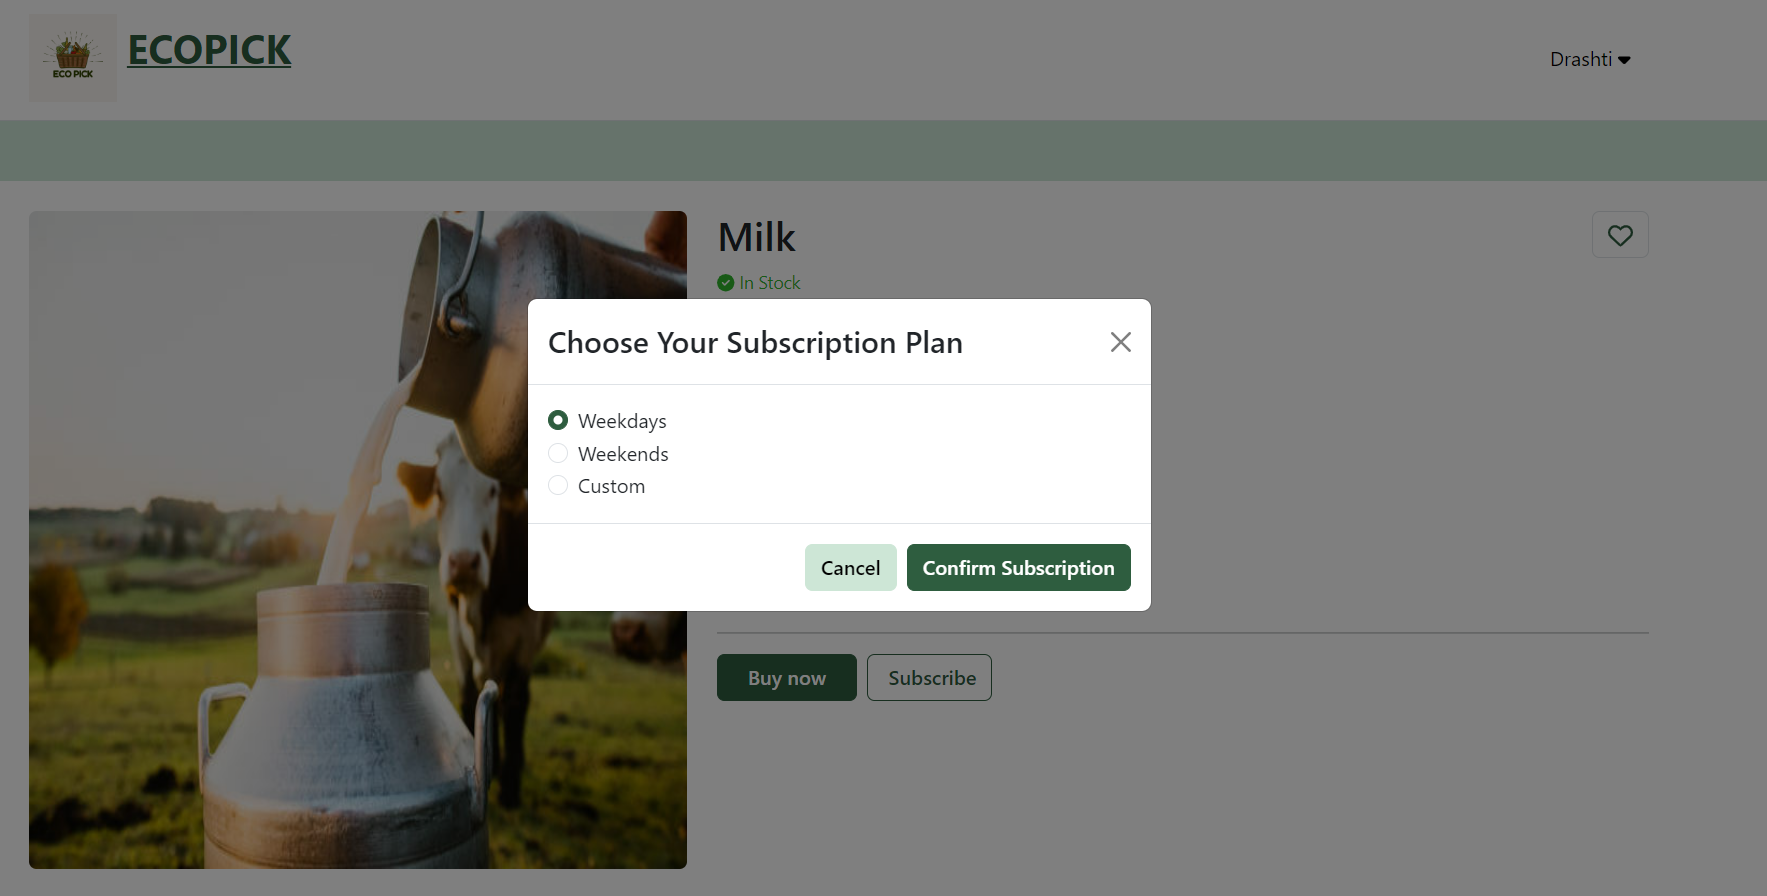 ECO PICK
ECOPICK
Drashti
Milk
In Stock
Choose Your Subscription Plan
Weekdays
Weekends
Custom
Cancel
Confirm Subscription
Buy now
Subscribe